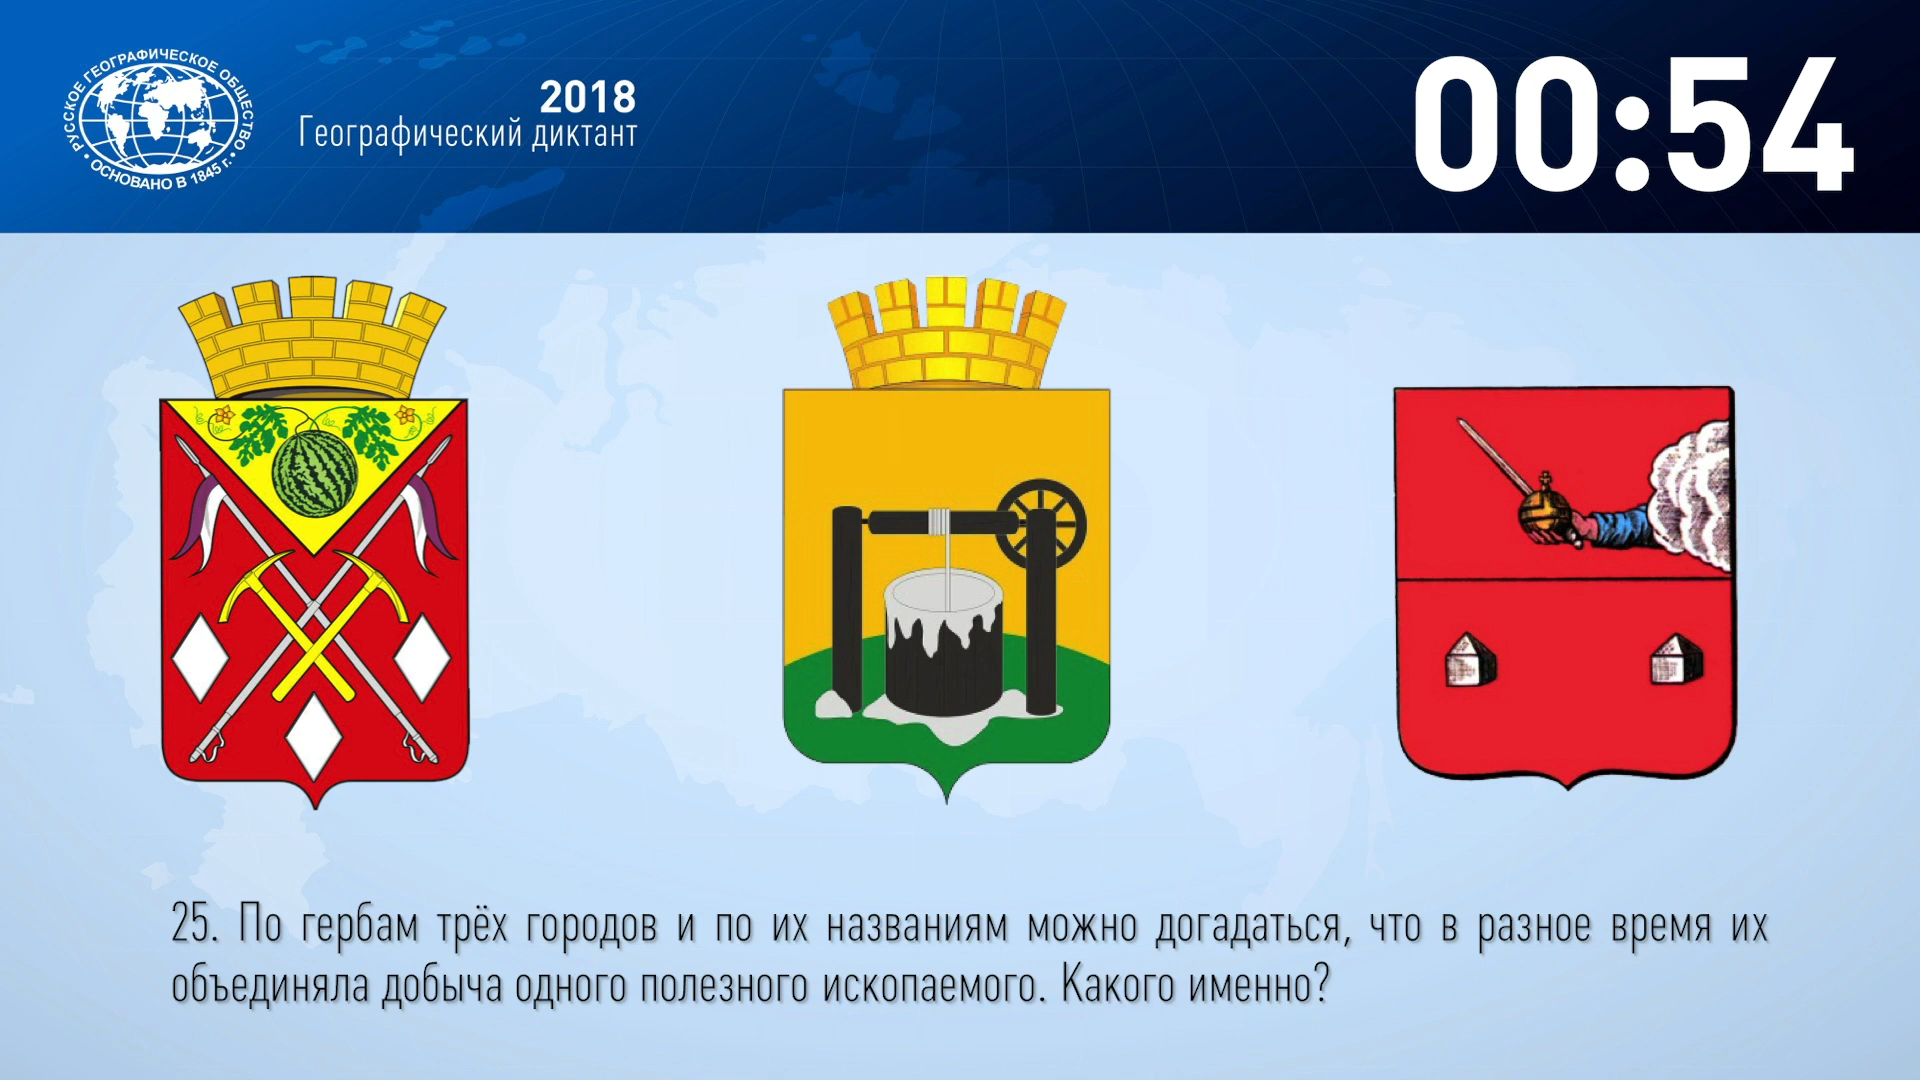 РУССКОЕ ГЕОГРАФИЧЕСКОЕ ОБЩЕСТВО
• ОСНОВАНО В 1845 г. •
2018
Географический диктант
00:54
25. По гербам трёх городов и по их названиям можно догадаться, что в разное время их
объединяла добыча одного полезного ископаемого. Какого именно?